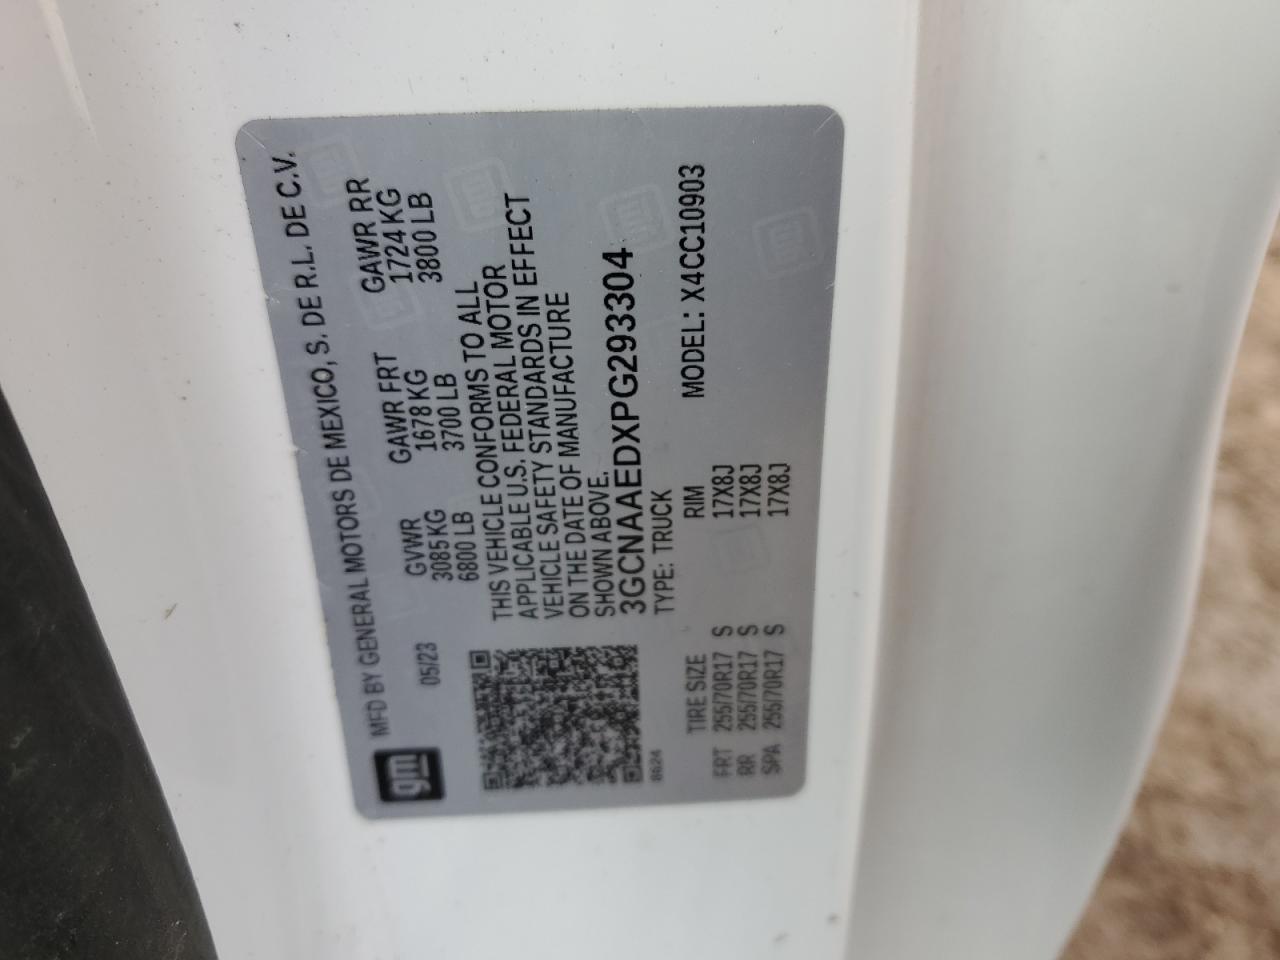 gm
MFD BY GENERAL MOTORS DE MEXICO, S. DE R.L. DE C.V.
05/23 GVWR GAWR FRT GAWR RR
3085 KG 1678 KG 1724 KG
6800 LB 3700 LB 3800 LB
THIS VEHICLE CONFORMS TO ALL
APPLICABLE U.S. FEDERAL MOTOR
VEHICLE SAFETY STANDARDS IN EFFECT
ON THE DATE OF MANUFACTURE
SHOWN ABOVE.
3GCNAAEDXPG293304
8624 TYPE: TRUCK
MODEL: X4CC10903
TIRE SIZE RIM
FRT 255/70R17 S 17X8J
RR 255/70R17 S 17X8J
SPA 255/70R17 S 17X8J